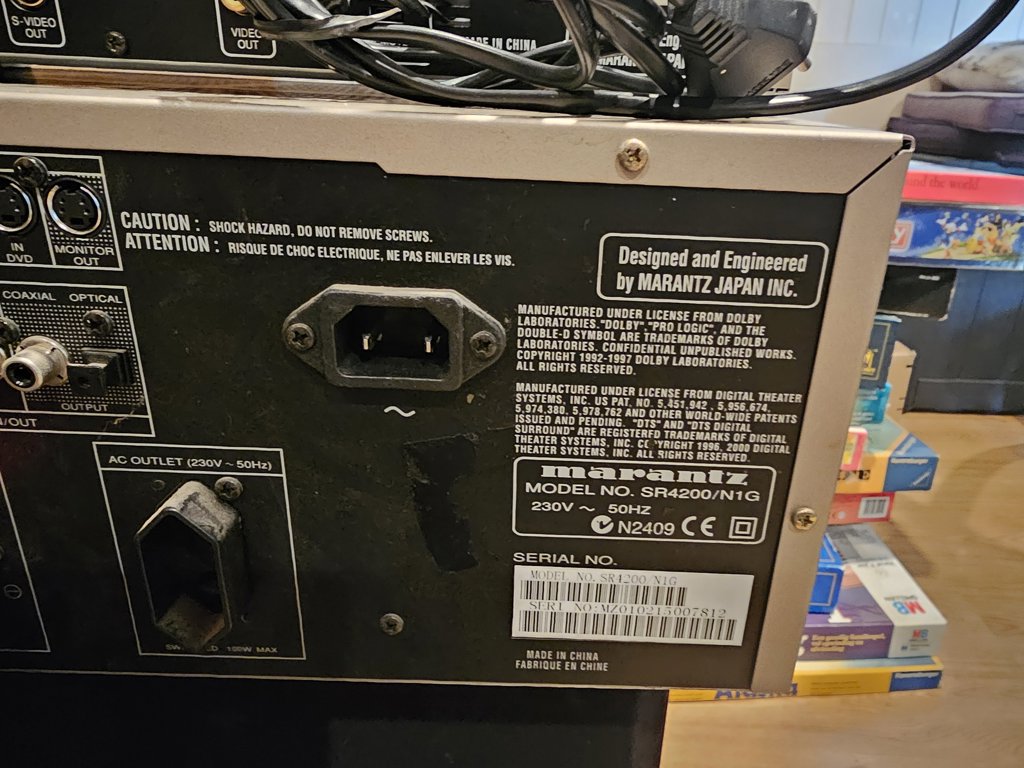 S-VIDEO
OUT
VIDEO
OUT
MADE IN CHINA
CAUTION : SHOCK HAZARD, DO NOT REMOVE SCREWS.
ATTENTION : RISQUE DE CHOC ELECTRIQUE, NE PAS ENLEVER LES VIS.
IN
DVD
MONITOR
OUT
COAXIAL OPTICAL
OUTPUT
/OUT
AC OUTLET (230V ~ 50Hz)
100W MAX
~
Designed and Engineered
by MARANTZ JAPAN INC.
MANUFACTURED UNDER LICENSE FROM DOLBY
LABORATORIES. "DOLBY", "PRO LOGIC", AND THE
DOUBLE-D SYMBOL ARE TRADEMARKS OF DOLBY
LABORATORIES. CONFIDENTIAL UNPUBLISHED WORKS.
COPYRIGHT 1992-1997 DOLBY LABORATORIES.
ALL RIGHTS RESERVED.
MANUFACTURED UNDER LICENSE FROM DIGITAL THEATER
SYSTEMS, INC. US PAT. NO. 5,451,942 , 5,956,674,
5,974,380, 5,978,762 AND OTHER WORLD-WIDE PATENTS
ISSUED AND PENDING. "DTS" AND "DTS DIGITAL
SURROUND" ARE REGISTERED TRADEMARKS OF DIGITAL
THEATER SYSTEMS, INC. COPYRIGHT 1996, 2000 DIGITAL
THEATER SYSTEMS, INC. ALL RIGHTS RESERVED.
marantz
MODEL NO. SR4200/N1G
230V ~ 50HZ
N2409 CE
SERIAL NO.
MODEL NO. SR4200/N1G
SERI NO:MZ010215007812
MADE IN CHINA
FABRIQUE EN CHINE
nd the world
MB